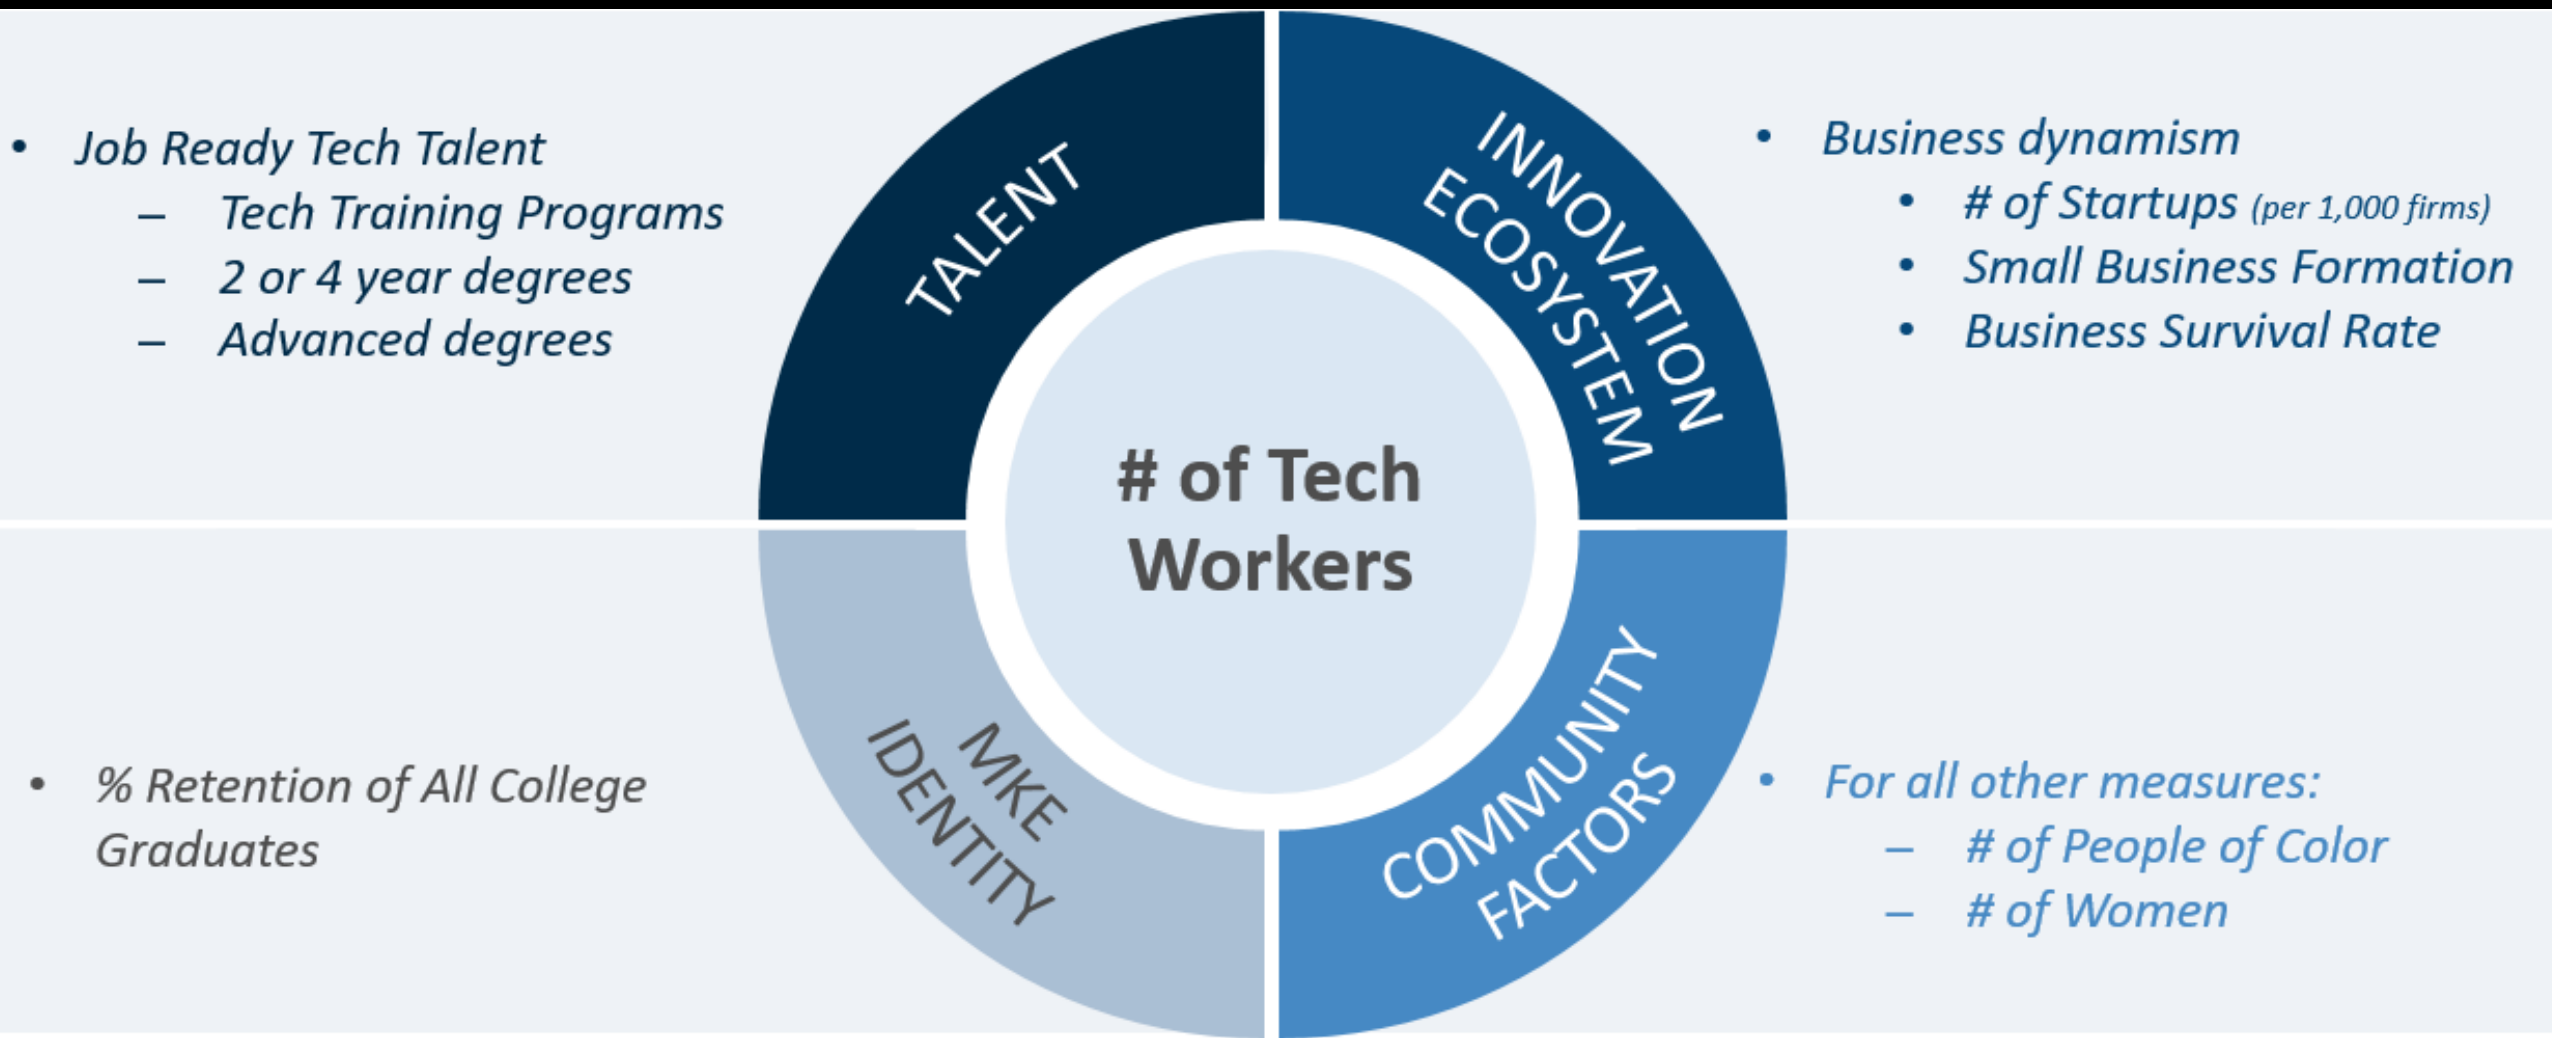 • Job Ready Tech Talent
– Tech Training Programs
– 2 or 4 year degrees
– Advanced degrees
TALENT
INNOVATION
ECOSYSTEM
• Business dynamism
• # of Startups (per 1,000 firms)
• Small Business Formation
• Business Survival Rate
# of Tech
Workers
• % Retention of All College
Graduates
MKE
IDENTITY
COMMUNITY
FACTORS
• For all other measures:
– # of People of Color
– # of Women